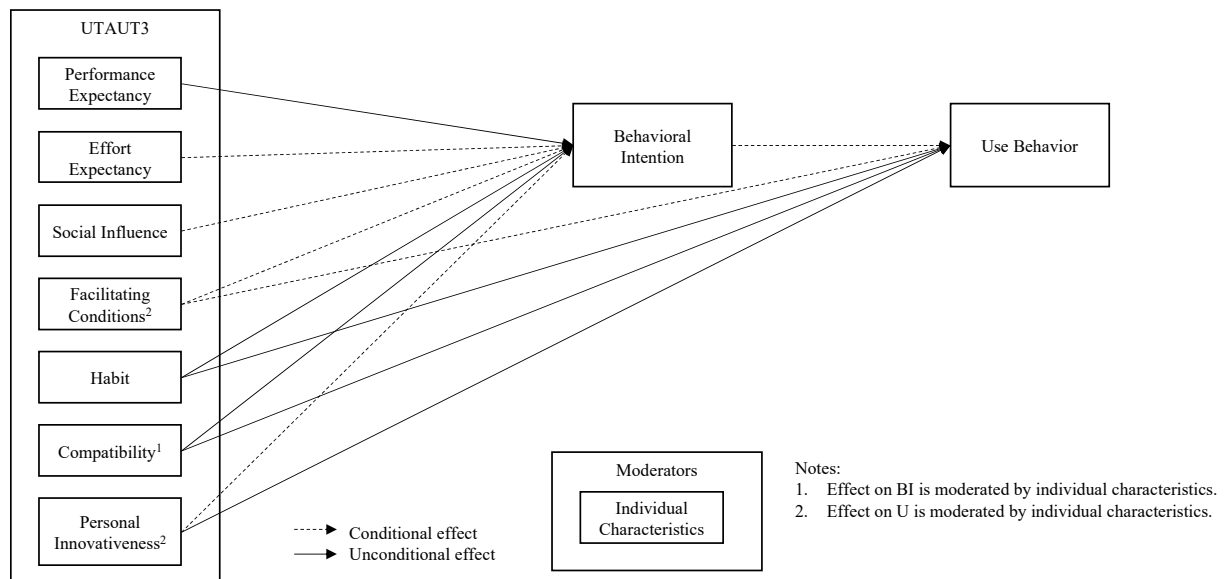 UTAUT3
Performance
Expectancy
Effort
Expectancy
Social Influence
Facilitating
Conditions²
Habit
Compatibility¹
Personal
Innovativeness²
Behavioral
Intention
Use Behavior
Conditional effect
Unconditional effect
Moderators
Individual
Characteristics
Notes:
1. Effect on BI is moderated by individual characteristics.
2. Effect on U is moderated by individual characteristics.